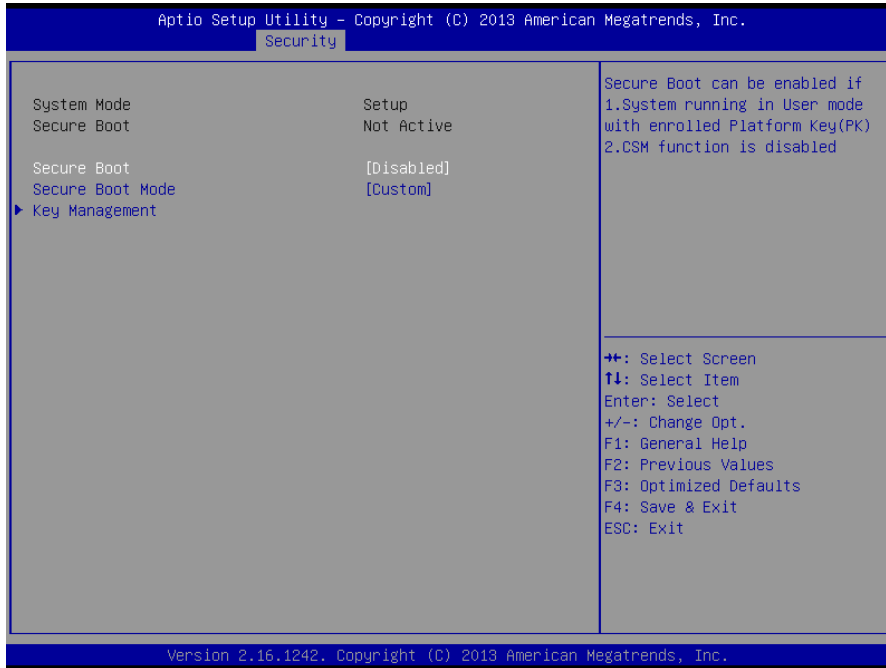 Aptio Setup Utility – Copyright (C) 2013 American Megatrends, Inc.
Security
System Mode Setup
Secure Boot Not Active
Secure Boot [Disabled]
Secure Boot Mode [Custom]
▶ Key Management
Secure Boot can be enabled if
1.System running in User mode
with enrolled Platform Key(PK)
2.CSM function is disabled
→←: Select Screen
↑↓: Select Item
Enter: Select
+/-: Change Opt.
F1: General Help
F2: Previous Values
F3: Optimized Defaults
F4: Save & Exit
ESC: Exit
Version 2.16.1242. Copyright (C) 2013 American Megatrends, Inc.